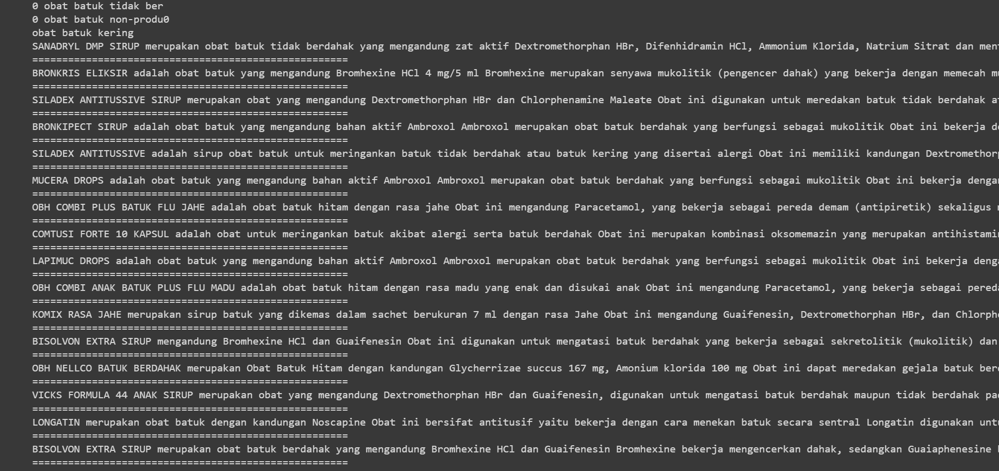 0 obat batuk tidak ber
0 obat batuk non-produ0
obat batuk kering
SANADRYL DMP SIRUP merupakan obat batuk tidak berdahak yang mengandung zat aktif Dextromethorphan HBr, Difenhidramin HCl, Ammonium Klorida, Natrium Sitrat dan
=====================================================
BRONKRIS ELIKSIR adalah obat batuk yang mengandung Bromhexine HCl 4 mg/5 ml Bromhexine merupakan senyawa mukolitik (pengencer dahak) yang bekerja dengan memecah
=====================================================
SILADEX ANTITUSSIVE SIRUP merupakan obat yang mengandung Dextromethorphan HBr dan Chlorphenamine Maleate Obat ini digunakan untuk meredakan batuk tidak berdahak
=====================================================
BRONKIPECT SIRUP adalah obat batuk yang mengandung bahan aktif Ambroxol Ambroxol merupakan obat batuk berdahak yang berfungsi sebagai mukolitik Obat ini bekerja
=====================================================
SILADEX ANTITUSSIVE adalah sirup obat batuk untuk meringankan batuk tidak berdahak atau batuk kering yang disertai alergi Obat ini memiliki kandungan Dextromethor
=====================================================
MUCERA DROPS adalah obat batuk yang mengandung bahan aktif Ambroxol Ambroxol merupakan obat batuk berdahak yang berfungsi sebagai mukolitik Obat ini bekerja dengan
=====================================================
OBH COMBI PLUS BATUK FLU JAHE adalah obat batuk hitam dengan rasa jahe Obat ini mengandung Paracetamol, yang bekerja sebagai pereda demam (antipiretik) sekaligus
=====================================================
COMTUSI FORTE 10 KAPSUL adalah obat untuk meringankan batuk akibat alergi serta batuk berdahak Obat ini merupakan kombinasi oksomemazin yang merupakan antihistamin
=====================================================
LAPIMUC DROPS adalah obat batuk yang mengandung bahan aktif Ambroxol Ambroxol merupakan obat batuk berdahak yang berfungsi sebagai mukolitik Obat ini bekerja deng
=====================================================
OBH COMBI ANAK BATUK PLUS FLU MADU adalah obat batuk hitam dengan rasa madu yang enak dan disukai anak Obat ini mengandung Paracetamol, yang bekerja sebagai pered
=====================================================
KOMIX RASA JAHE merupakan sirup batuk yang dikemas dalam sachet berukuran 7 ml dengan rasa Jahe Obat ini mengandung Guaifenesin, Dextromethorphan HBr, dan Chlorph
=====================================================
BISOLVON EXTRA SIRUP mengandung Bromhexine HCl dan Guaifenesin Obat ini digunakan untuk mengatasi batuk berdahak yang bekerja sebagai sekretolitik (mukolitik) dan
=====================================================
OBH NELLCO BATUK BERDAHAK merupakan Obat Batuk Hitam dengan kandungan Glycherrizae succus 167 mg, Amonium klorida 100 mg Obat ini dapat meredakan gejala batuk ber
=====================================================
VICKS FORMULA 44 ANAK SIRUP merupakan obat yang mengandung Dextromethorphan HBr dan Guaifenesin, digunakan untuk mengatasi batuk berdahak maupun tidak berdahak
=====================================================
LONGATIN merupakan obat batuk dengan kandungan Noscapine Obat ini bersifat antitusif yaitu bekerja dengan cara menekan batuk secara sentral Longatin digunakan
=====================================================
BISOLVON EXTRA SIRUP merupakan obat batuk berdahak yang mengandung Bromhexine HCl dan Guaifenesin Bromhexine bekerja mengencerkan dahak, sedangkan Guaiaphenesine
=====================================================